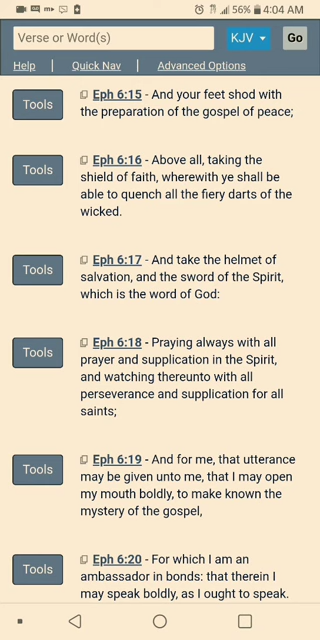 56% 4:04 AM
Verse or Word(s) KJV Go
Help | Quick Nav | Advanced Options
Tools Eph 6:15 - And your feet shod with
the preparation of the gospel of peace;
Tools Eph 6:16 - Above all, taking the
shield of faith, wherewith ye shall be
able to quench all the fiery darts of the
wicked.
Tools Eph 6:17 - And take the helmet of
salvation, and the sword of the Spirit,
which is the word of God:
Tools Eph 6:18 - Praying always with all
prayer and supplication in the Spirit,
and watching thereunto with all
perseverance and supplication for all
saints;
Tools Eph 6:19 - And for me, that utterance
may be given unto me, that I may open
my mouth boldly, to make known the
mystery of the gospel,
Tools Eph 6:20 - For which I am an
ambassador in bonds: that therein I
may speak boldly, as I ought to speak.